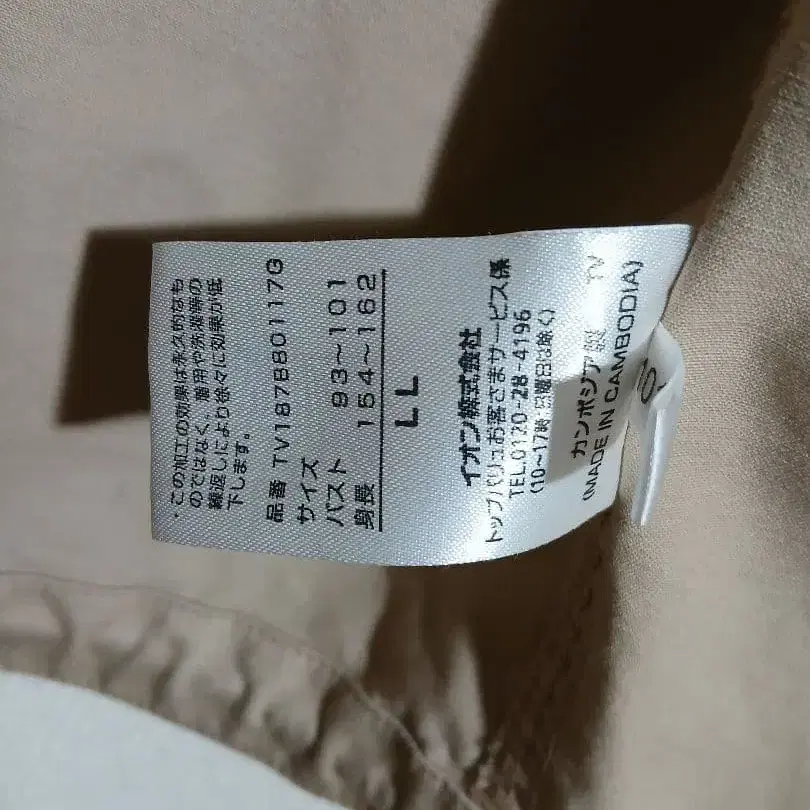 ・この加工の効果は永久的なも
のではなく、着用や洗濯等の
繰返しにより徐々に効果が低
下します。
品番 TV187BB0117G
サイズ
バスト 93～101
身長 154～162
LL
イオン株式会社
トップバリュお客さまサービス係
TEL.0120-28-4196
(10～17時 日曜日は除く)
カンボジア製 TV
(MADE IN CAMBODIA)